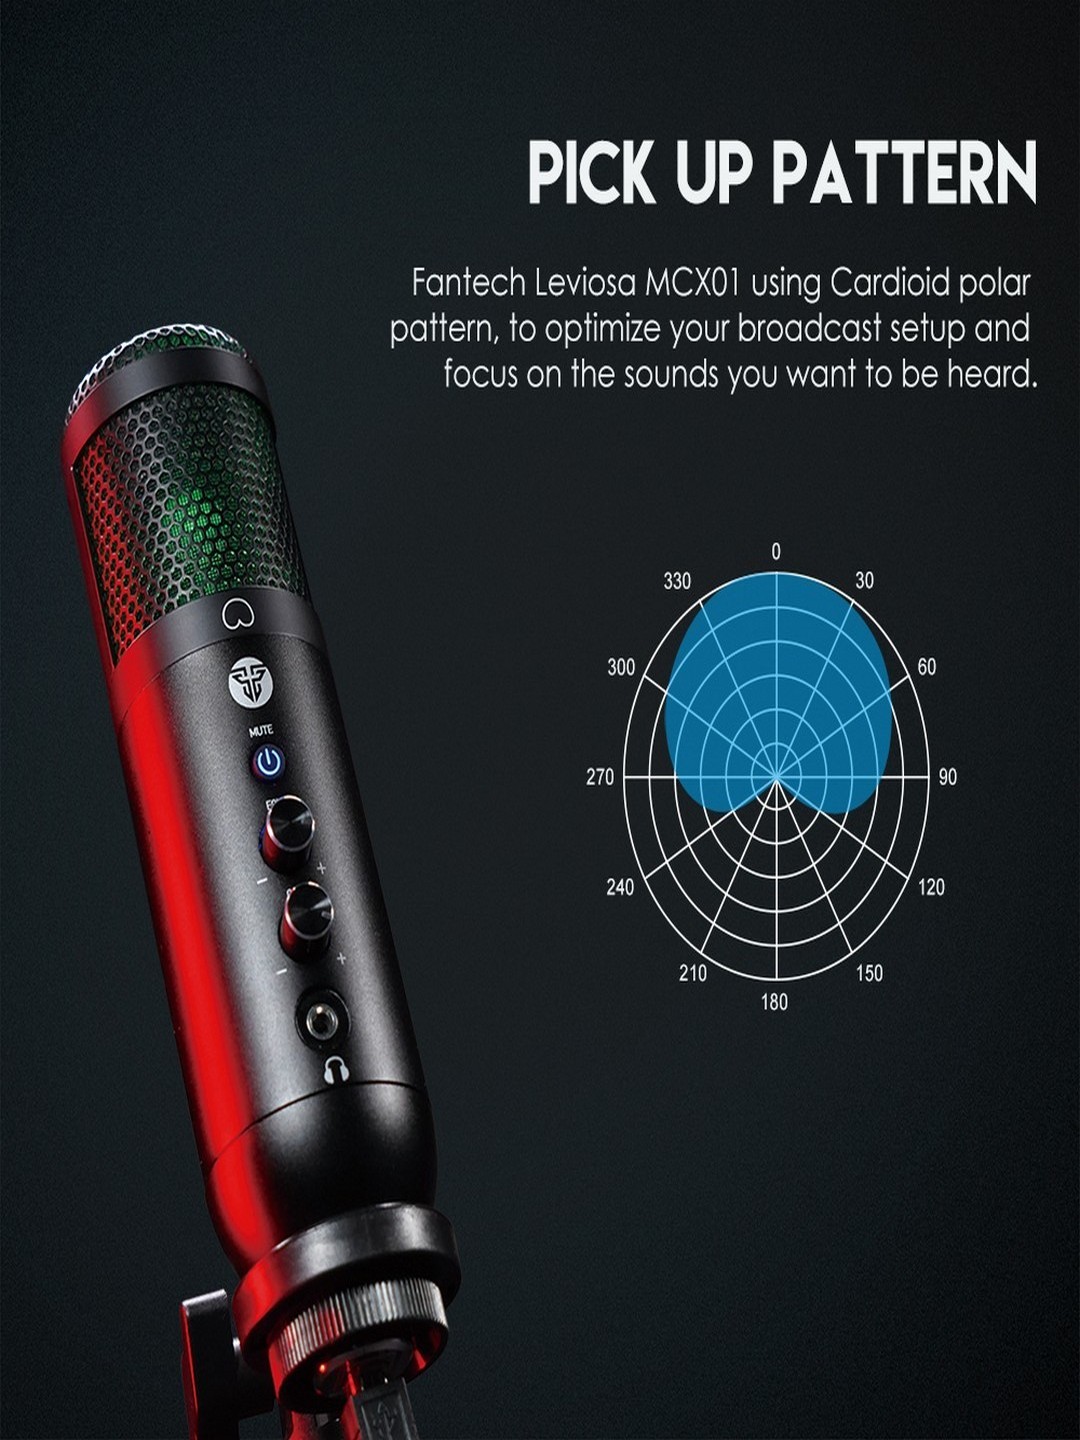 PICK UP PATTERN
Fantech Leviosa MCX01 using Cardioid polar
pattern, to optimize your broadcast setup and
focus on the sounds you want to be heard.
0
330
30
300
60
270
90
240
120
210
150
180
MUTE
- +
- +